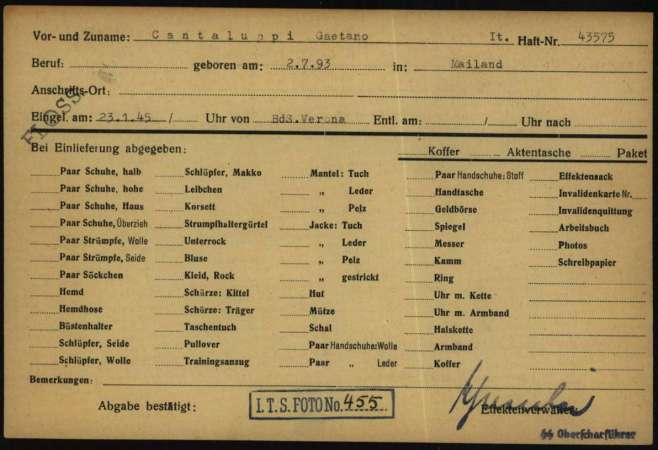 Vor- und Zuname: Cantaluppi Gaetano It. Haft-Nr. 43575
Beruf: geboren am: 2.7.93 in: Mailand
Anschrifts-Ort:
FLOSS
Eingel. am: 23.1.45 / Uhr von BdS.Verona Entl. am: / Uhr nach
Bei Einlieferung abgegeben: Koffer Aktentasche Paket
Paar Schuhe, halb Schlüpfer, Makko Mantel: Tuch Paar Handschuhe: Stoff Effektensack
Paar Schuhe, hohe Leibchen „ Leder Handtasche Invalidenkarte Nr.
Paar Schuhe, Haus Korsett „ Pelz Geldbörse Invalidenquittung
Paar Schuhe, Überzieh Strumpfhaltergürtel Jacke: Tuch Spiegel Arbeitsbuch
Paar Strümpfe, Wolle Unterrock „ Leder Messer Photos
Paar Strümpfe, Seide Bluse „ Pelz Kamm Schreibpapier
Paar Söckchen Kleid, Rock „ gestrickt Ring
Hemd Schürze: Kittel Hut Uhr m. Kette
Hemdhose Schürze: Träger Mütze Uhr m. Armband
Büstenhalter Taschentuch Schal Halskette
Schlüpfer, Seide Pullover Paar Handschuhe: Wolle Armband
Schlüpfer, Wolle Trainingsanzug Paar „ Leder Koffer
Bemerkungen:
Abgabe bestätigt: I.T.S. FOTO No. 455 Effektenverwalter
SS Oberscharführer